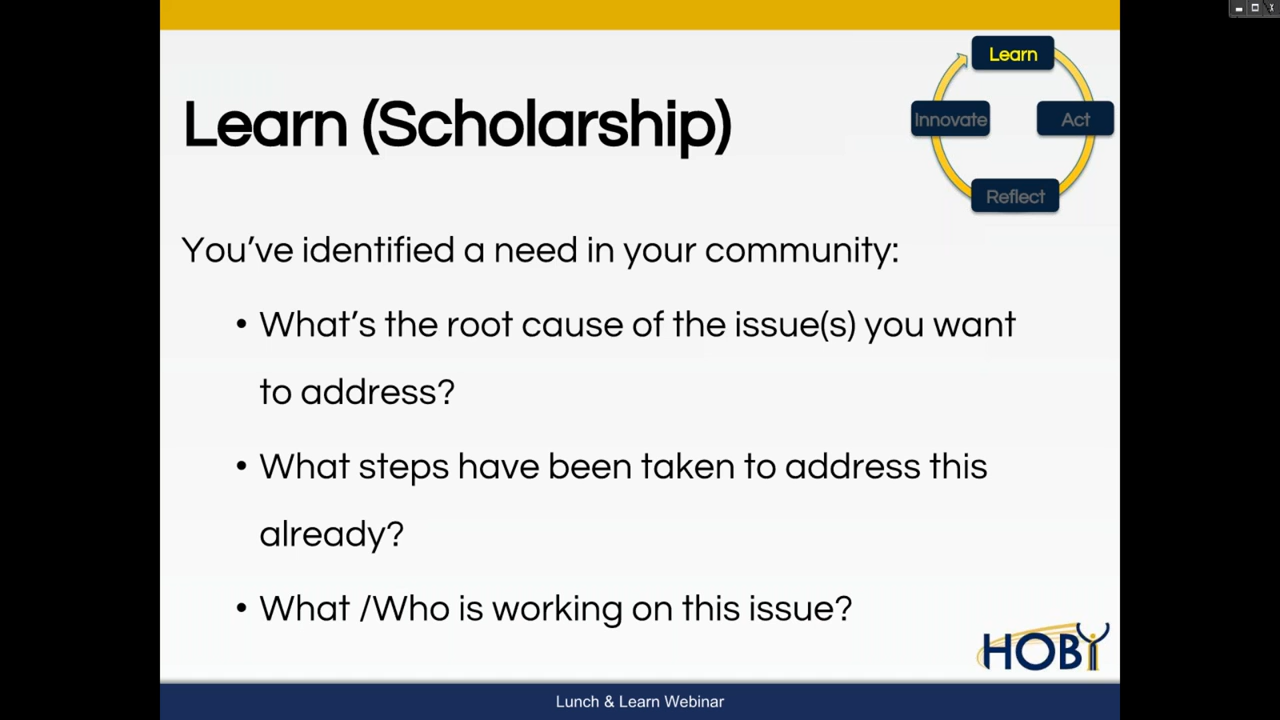 Learn
Innovate
Act
Reflect
Learn (Scholarship)
You’ve identified a need in your community:
• What’s the root cause of the issue(s) you want
to address?
• What steps have been taken to address this
already?
• What /Who is working on this issue?
HOBY
Lunch & Learn Webinar